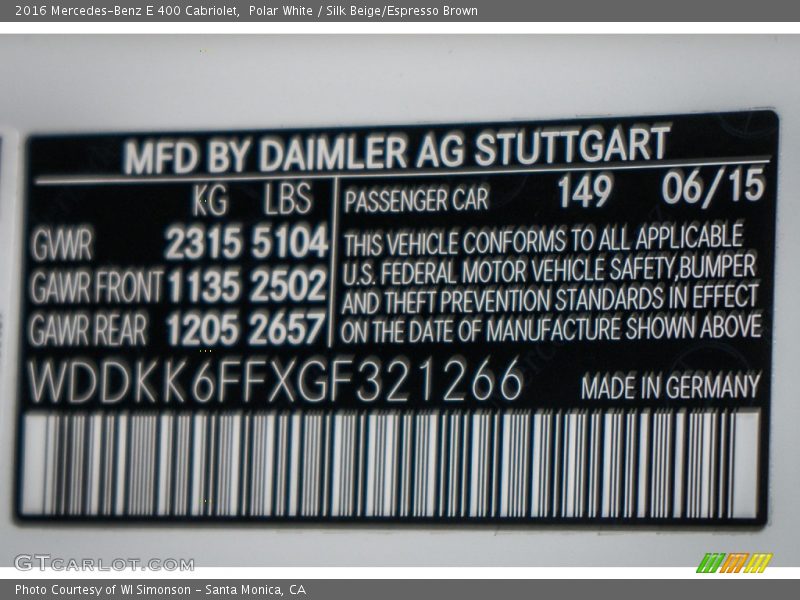 2016 Mercedes-Benz E 400 Cabriolet,  Polar White / Silk Beige/Espresso Brown
MFD BY DAIMLER AG STUTTGART
KG LBS
GVWR 2315 5104
GAWR FRONT 1135 2502
GAWR REAR 1205 2657
PASSENGER CAR 149 06/15
THIS VEHICLE CONFORMS TO ALL APPLICABLE
U.S. FEDERAL MOTOR VEHICLE SAFETY,BUMPER
AND THEFT PREVENTION STANDARDS IN EFFECT
ON THE DATE OF MANUFACTURE SHOWN ABOVE
WDDKK6FFXGF321266 MADE IN GERMANY
GTCARLOT.COM
Photo Courtesy of WI Simonson - Santa Monica, CA